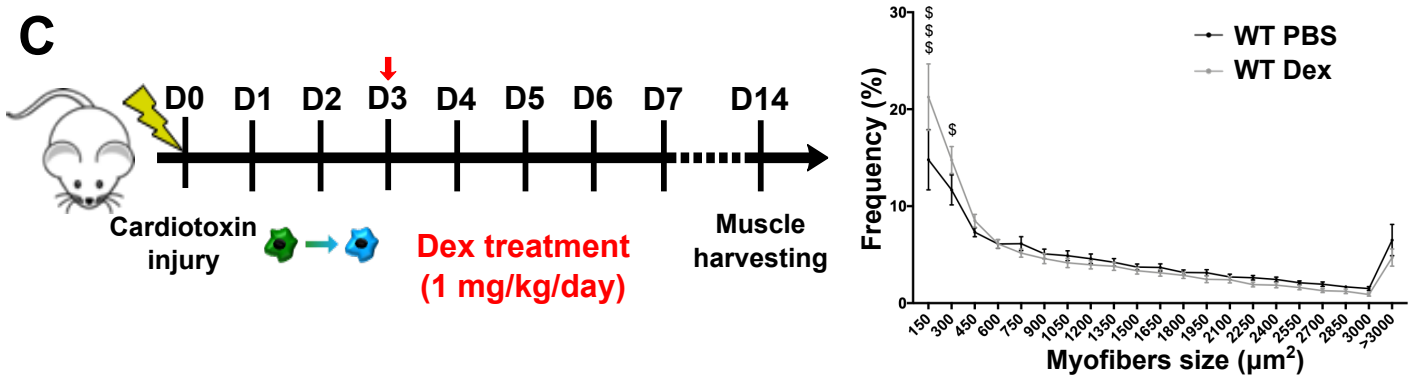 C
D0 D1 D2 D3 D4 D5 D6 D7 D14
Cardiotoxin
injury
Dex treatment
(1 mg/kg/day)
Muscle
harvesting
Frequency (%)
30
20
10
0
$
$
$
$
WT PBS
WT Dex
150 300 450 600 750 900 1050 1200 1350 1500 1650 1800 1950 2100 2250 2400 2550 2700 2850 3000 >3000
Myofibers size (µm²)